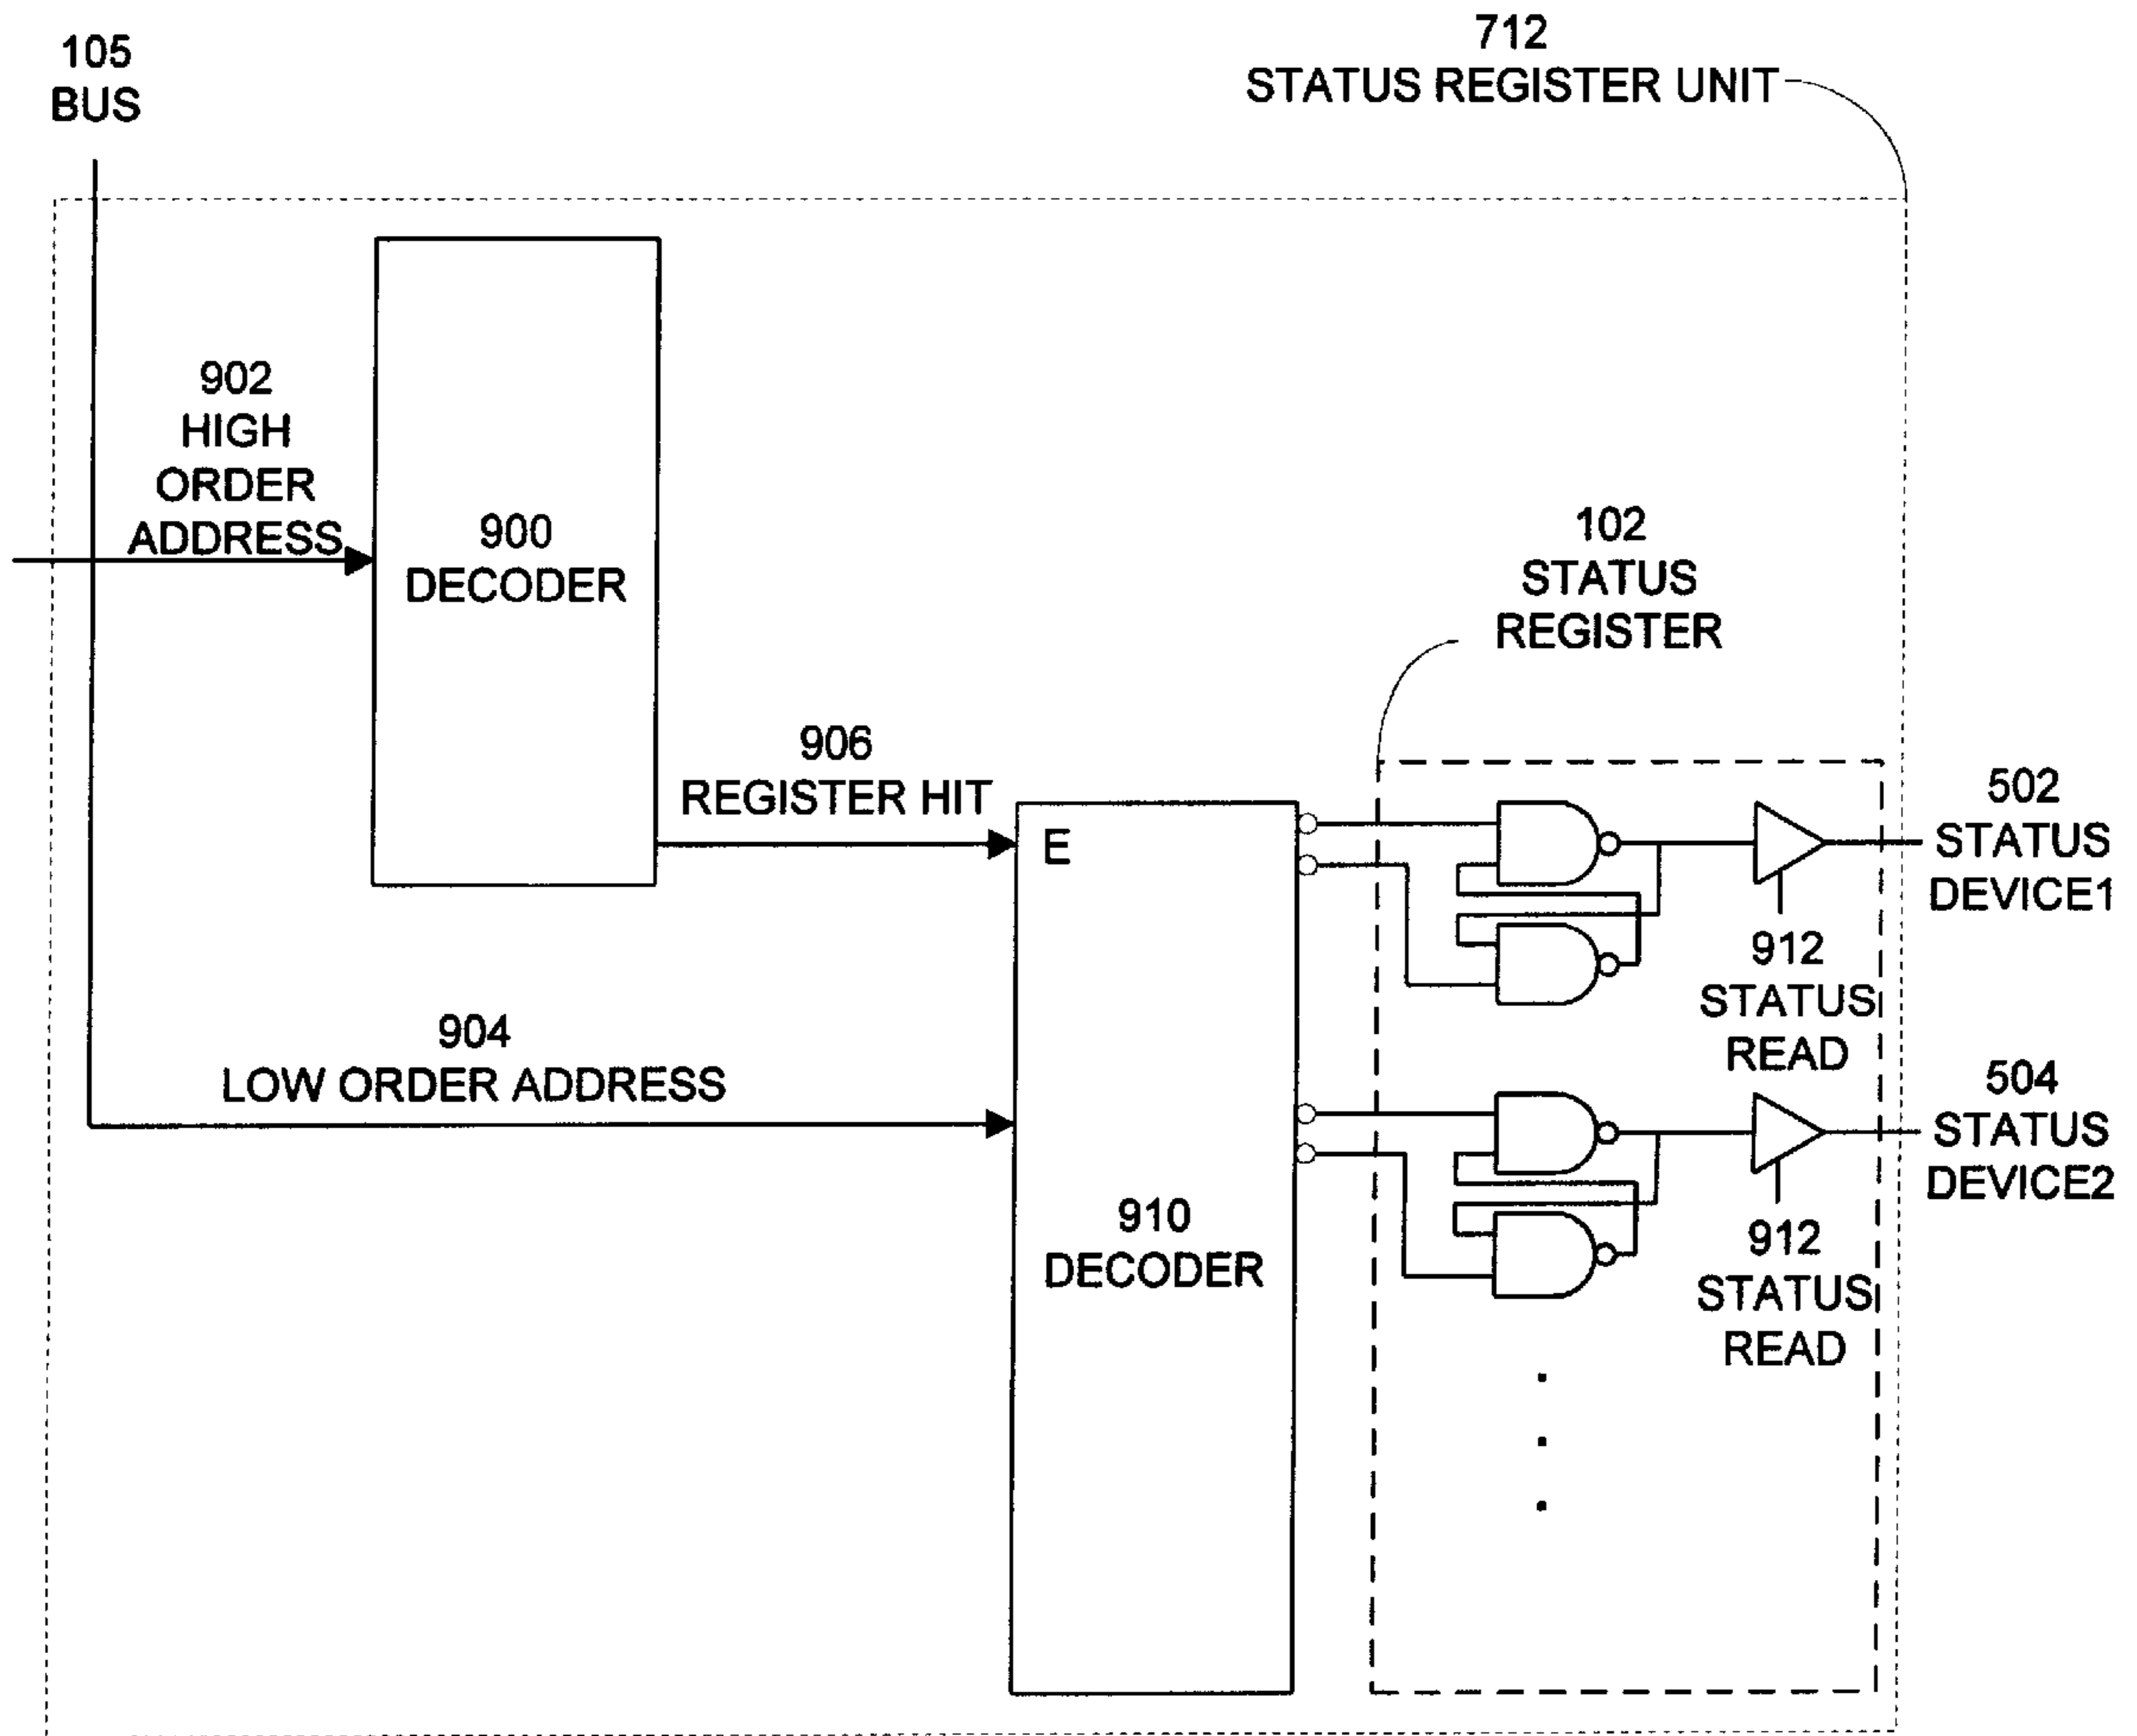 105
BUS
712
STATUS REGISTER UNIT
902
HIGH
ORDER
ADDRESS
900
DECODER
102
STATUS
REGISTER
906
REGISTER HIT
E
502
STATUS
DEVICE1
912
STATUS
READ
904
LOW ORDER ADDRESS
504
STATUS
DEVICE2
910
DECODER
912
STATUS
READ